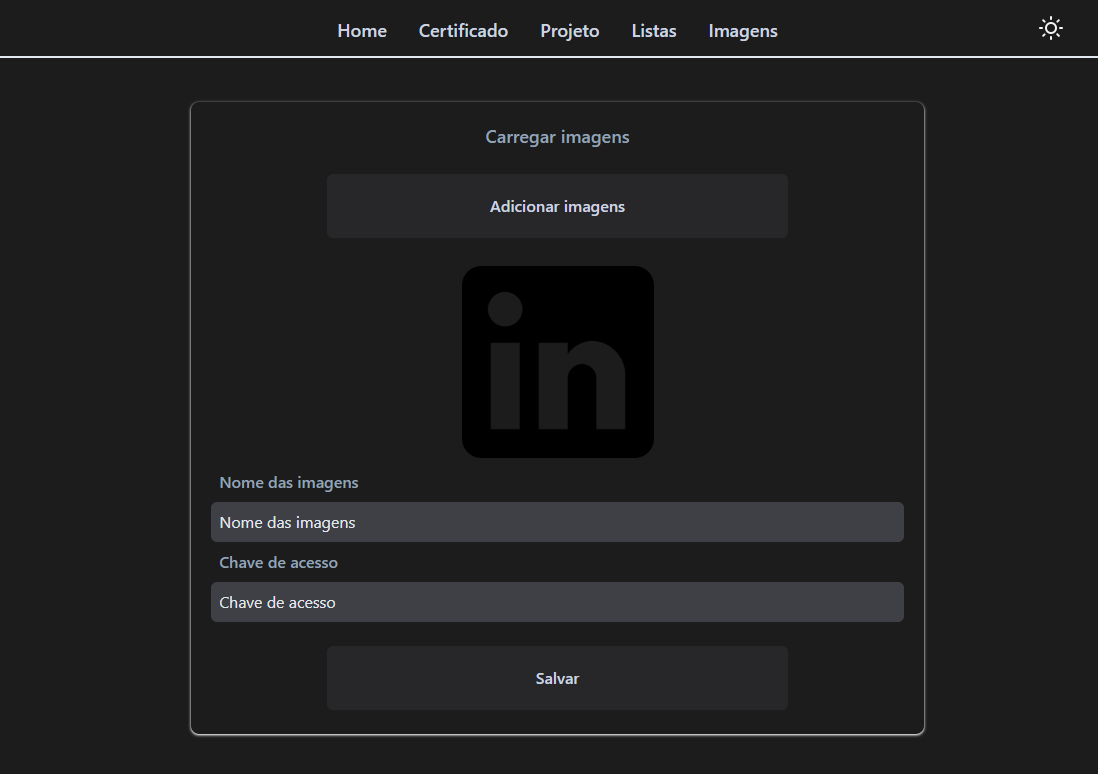 Home Certificado Projeto Listas Imagens
Carregar imagens
Adicionar imagens
in
Nome das imagens
Nome das imagens
Chave de acesso
Chave de acesso
Salvar